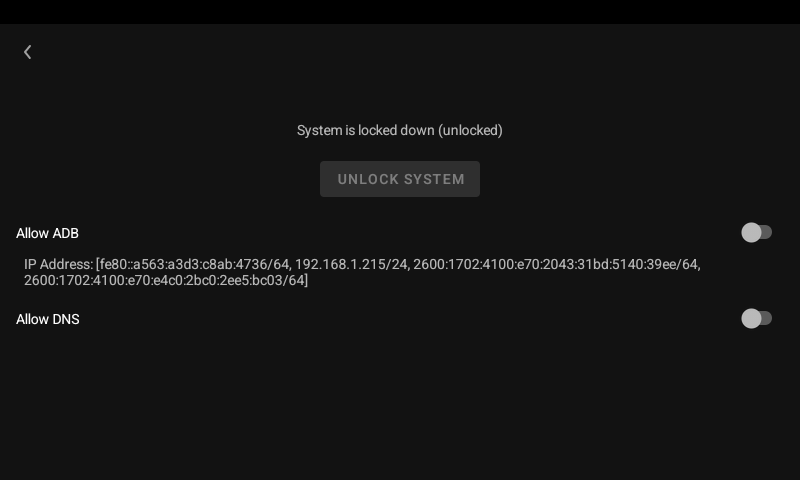 System is locked down (unlocked)
UNLOCK SYSTEM
Allow ADB
IP Address: [fe80::a563:a3d3:c8ab:4736/64, 192.168.1.215/24, 2600:1702:4100:e70:2043:31bd:5140:39ee/64,
2600:1702:4100:e70:e4c0:2bc0:2ee5:bc03/64]
Allow DNS